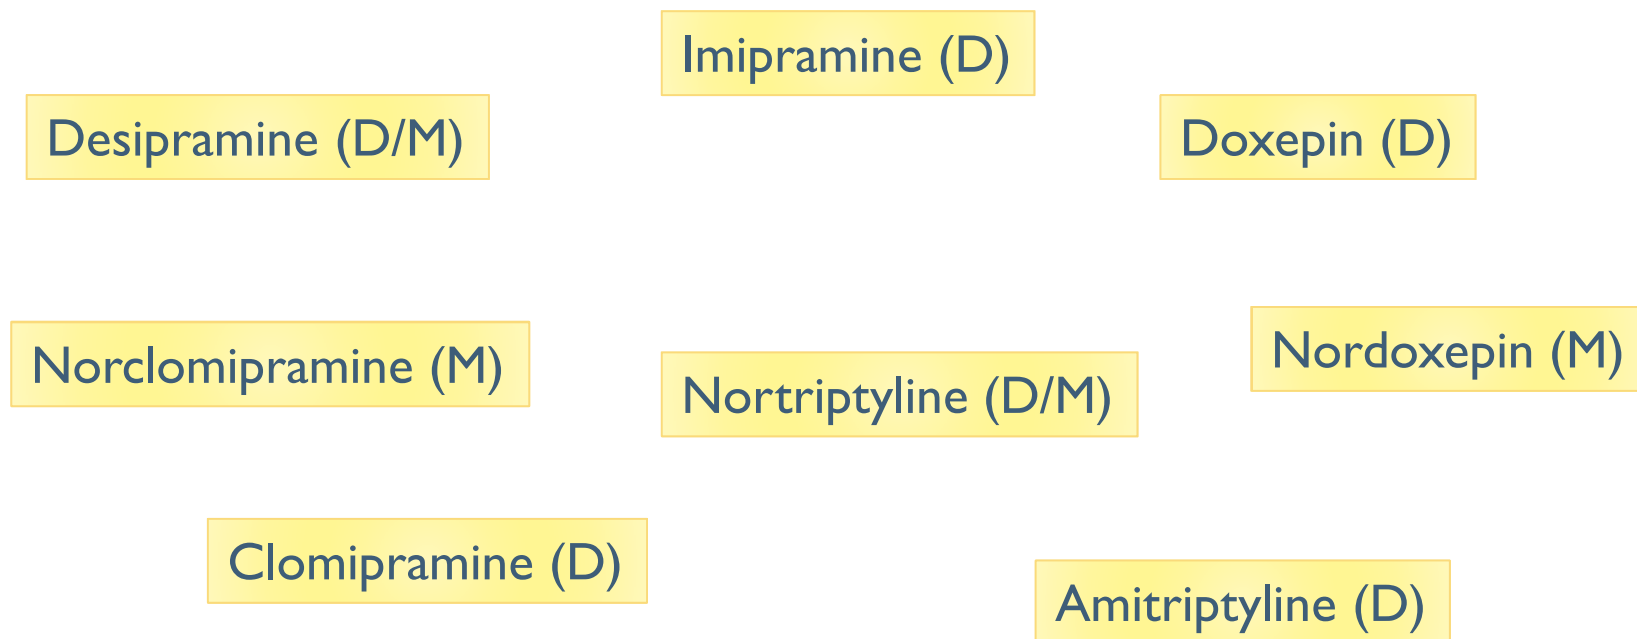 Imipramine (D)
Desipramine (D/M)
Doxepin (D)
Norclomipramine (M)
Nortriptyline (D/M)
Nordoxepin (M)
Clomipramine (D)
Amitriptyline (D)